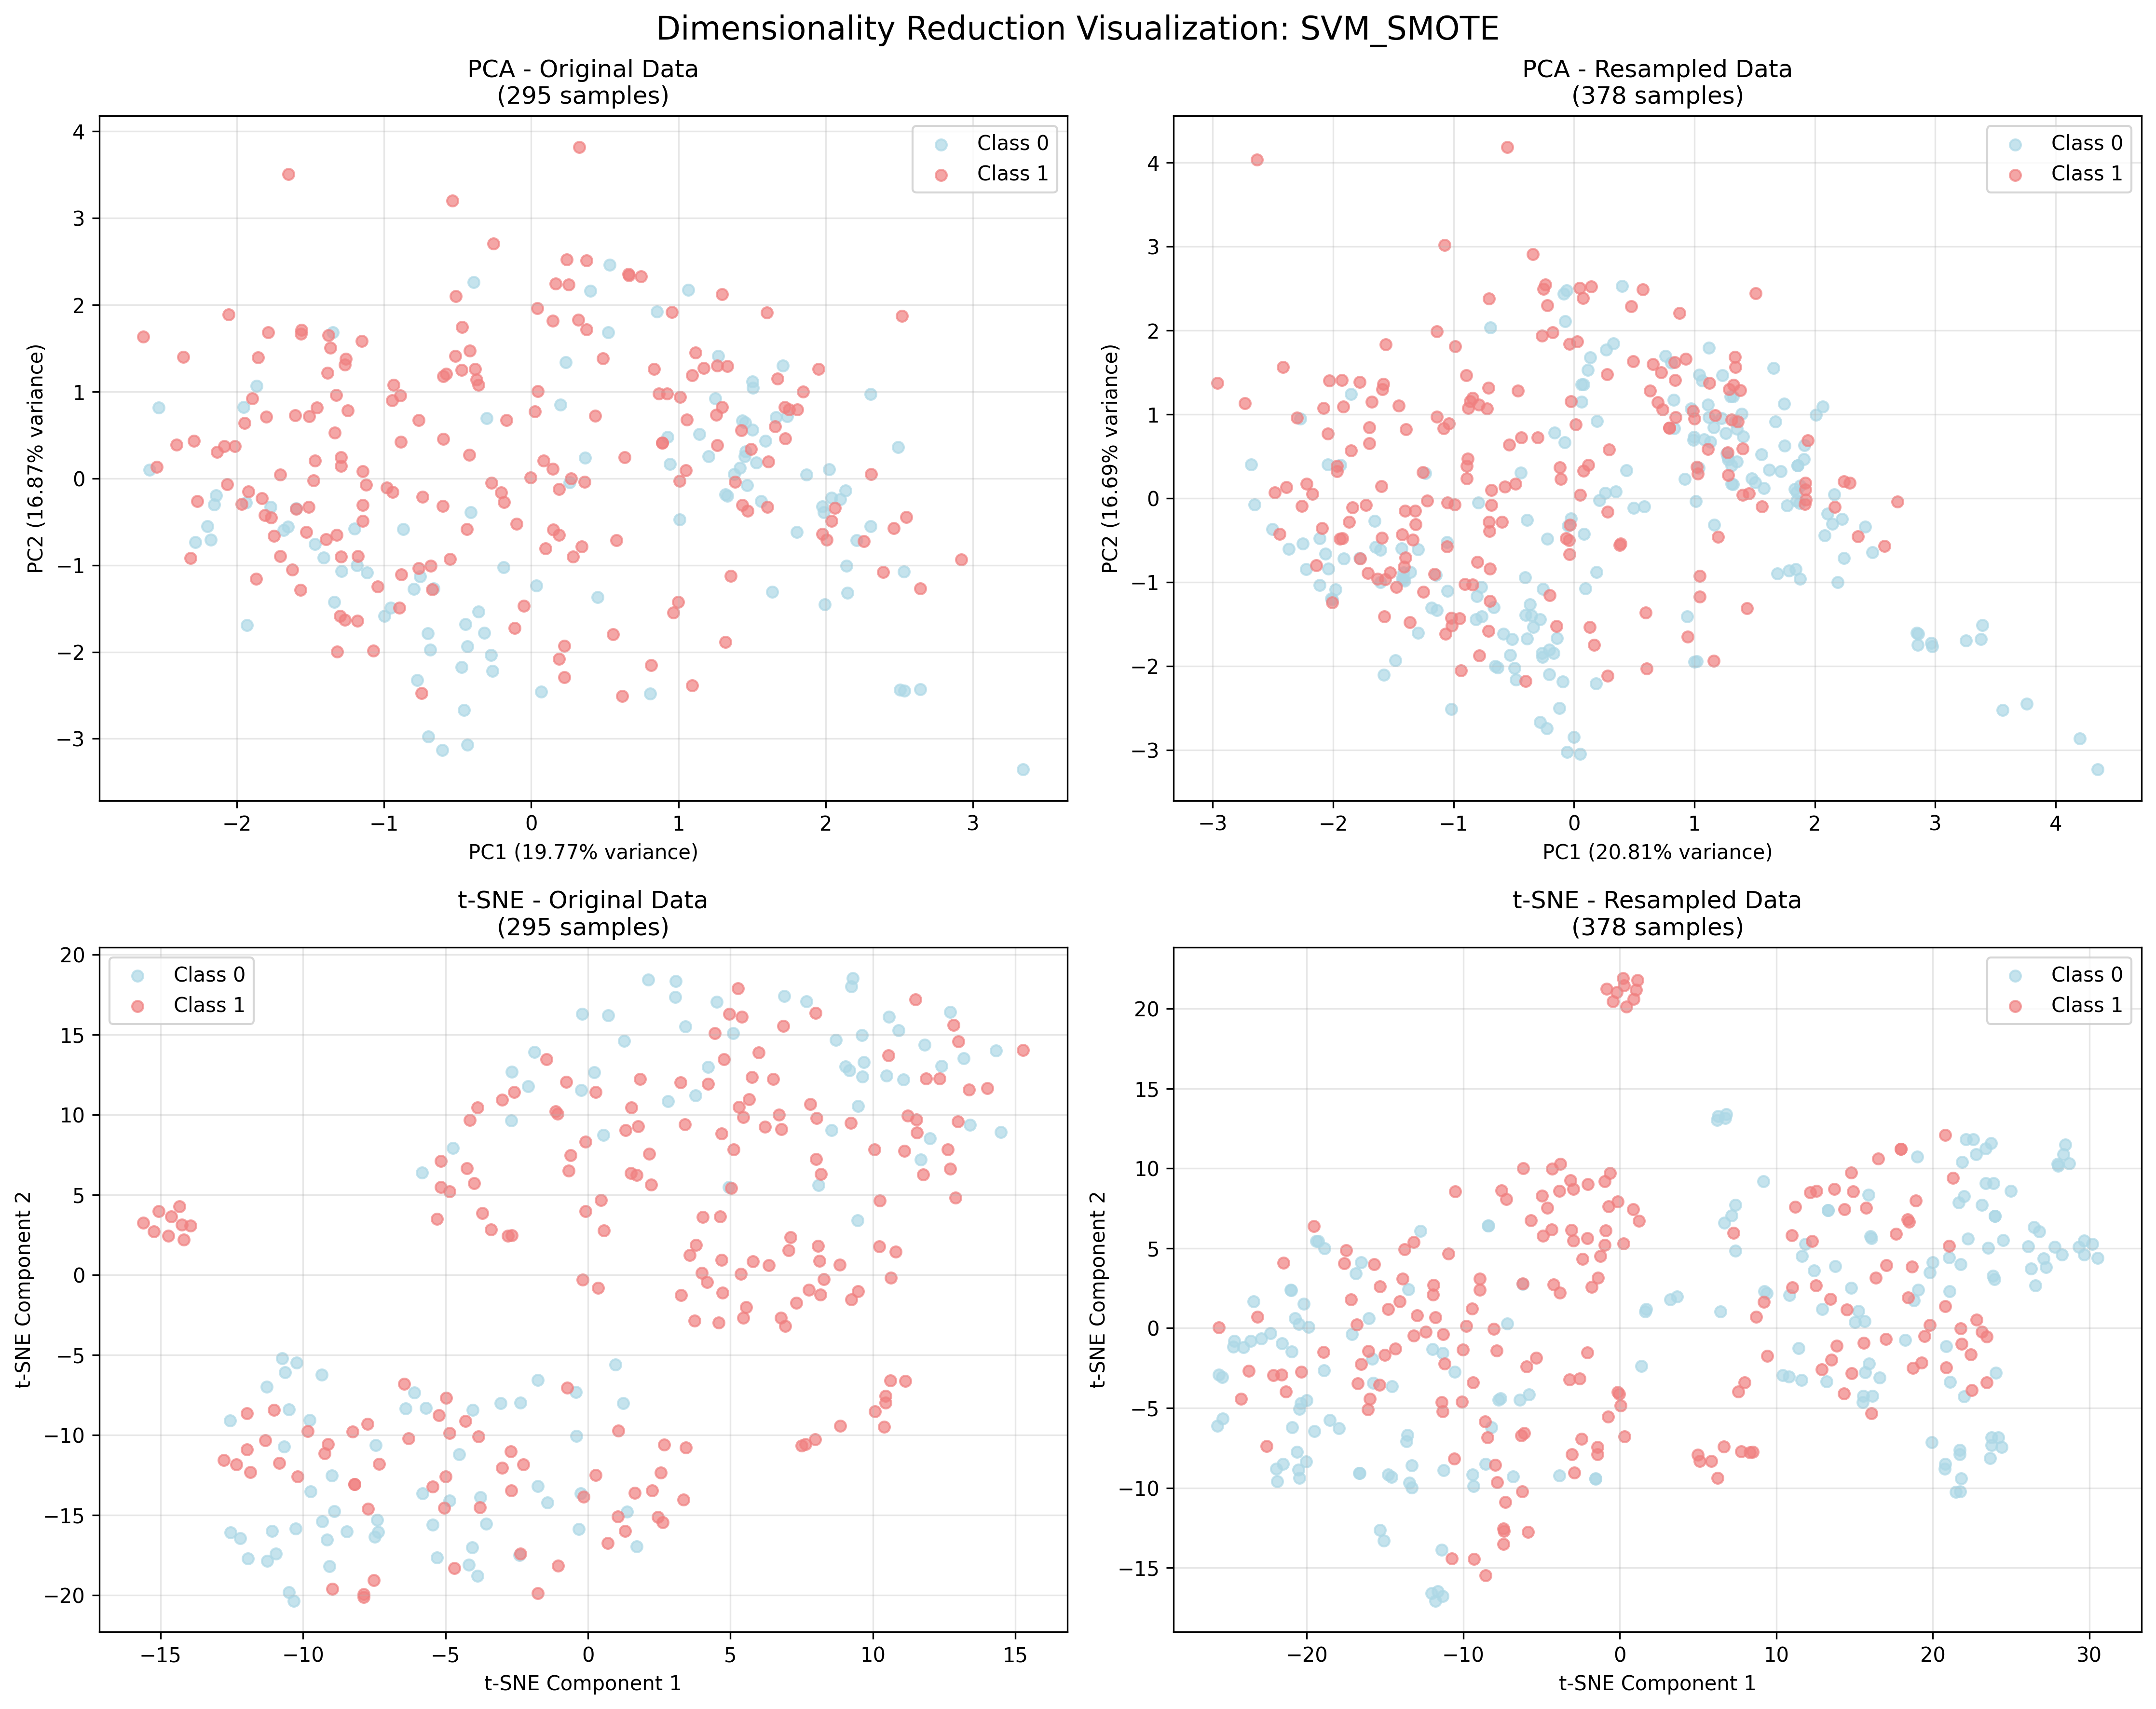 Dimensionality Reduction Visualization: SVM_SMOTE
PCA - Original Data
(295 samples)
Class 0
Class 1
4
3
2
1
0
−1
−2
−3
PC2 (16.87% variance)
−2
−1
0
1
2
3
PC1 (19.77% variance)
PCA - Resampled Data
(378 samples)
Class 0
Class 1
4
3
2
1
0
−1
−2
−3
PC2 (16.69% variance)
−3
−2
−1
0
1
2
3
4
PC1 (20.81% variance)
t-SNE - Original Data
(295 samples)
Class 0
Class 1
20
15
10
5
0
−5
−10
−15
−20
t-SNE Component 2
−15
−10
−5
0
5
10
15
t-SNE Component 1
t-SNE - Resampled Data
(378 samples)
Class 0
Class 1
20
15
10
5
0
−5
−10
−15
t-SNE Component 2
−20
−10
0
10
20
30
t-SNE Component 1